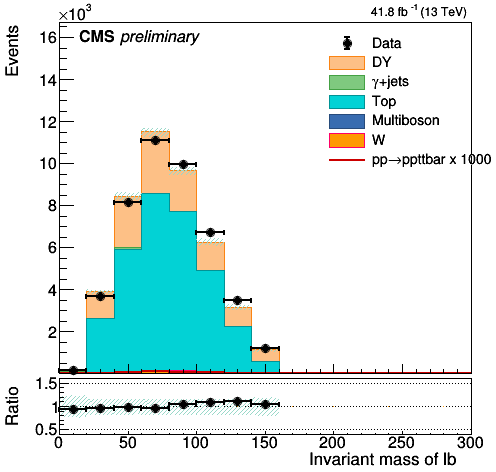 ×10³
41.8 fb⁻¹ (13 TeV)
CMS preliminary
Events
16
14
12
10
8
6
4
2
Data
DY
γ+jets
Top
Multiboson
W
pp→ppttbar x 1000
Ratio
1.5
1
0.5
0 50 100 150 200 250 300
Invariant mass of lb